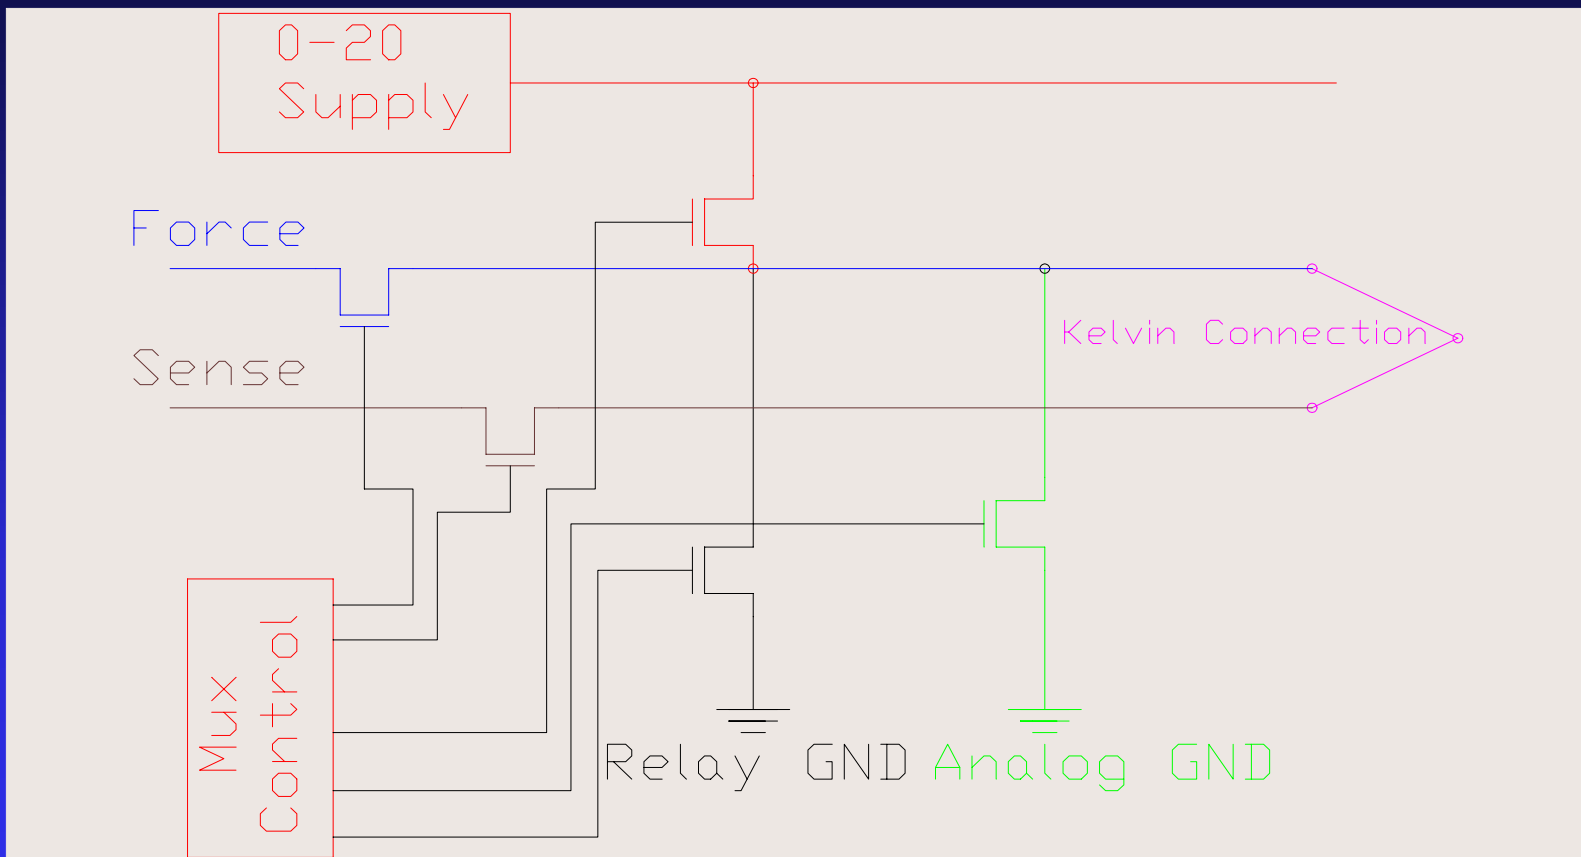 0-20
Supply
Force
Kelvin Connection
Sense
Mux
Control
Relay GND
Analog GND